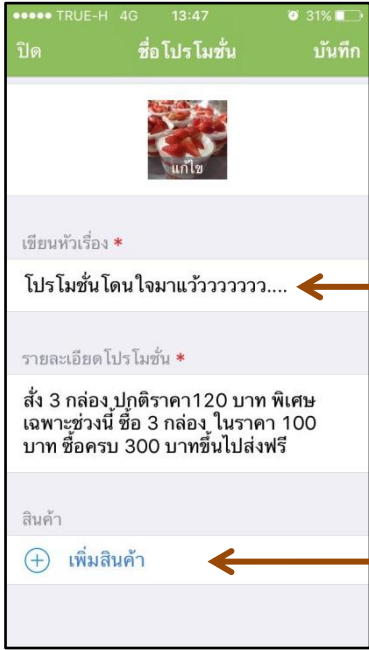 TRUE-H 4G 13:47 31%
ปิด ชื่อโปรโมชั่น บันทึก
แก้ไข
เขียนหัวเรื่อง *
โปรโมชั่นโดนใจมาแว้ววววววว....
รายละเอียดโปรโมชั่น *
สั่ง 3 กล่อง ปกติราคา120 บาท พิเศษ
เฉพาะช่วงนี้ ซื้อ 3 กล่อง ในราคา 100
บาท ซื้อครบ 300 บาทขึ้นไปส่งฟรี
สินค้า
เพิ่มสินค้า